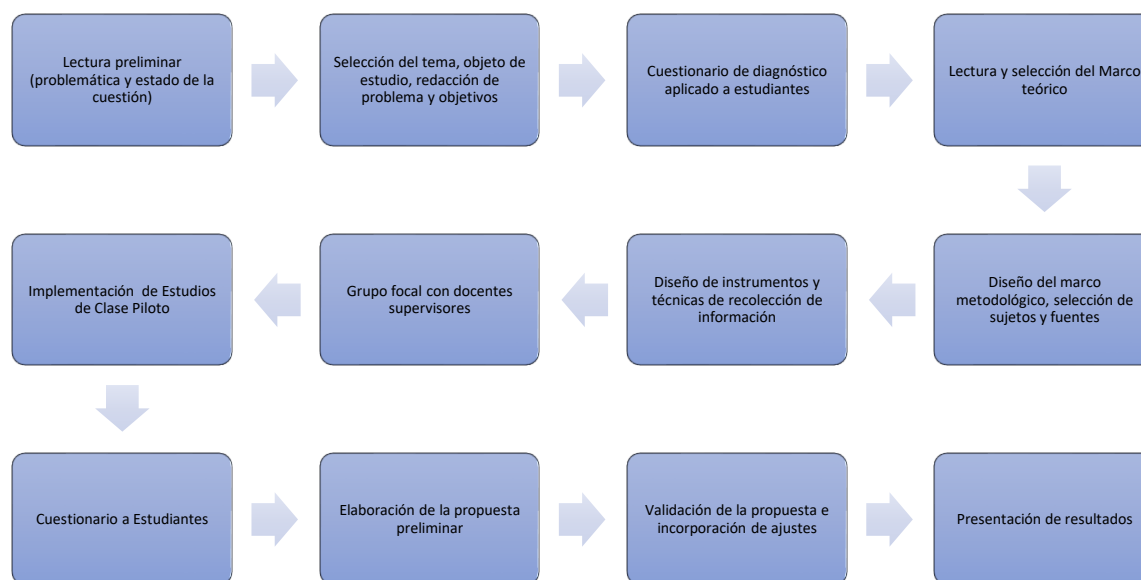 Lectura preliminar
(problemática y estado de la
cuestión)
Selección del tema, objeto de
estudio, redacción de
problema y objetivos
Cuestionario de diagnóstico
aplicado a estudiantes
Lectura y selección del Marco
teórico
Diseño del marco
metodológico, selección de
sujetos y fuentes
Diseño de instrumentos y
técnicas de recolección de
información
Grupo focal con docentes
supervisores
Implementación de Estudios
de Clase Piloto
Cuestionario a Estudiantes
Elaboración de la propuesta
preliminar
Validación de la propuesta e
incorporación de ajustes
Presentación de resultados